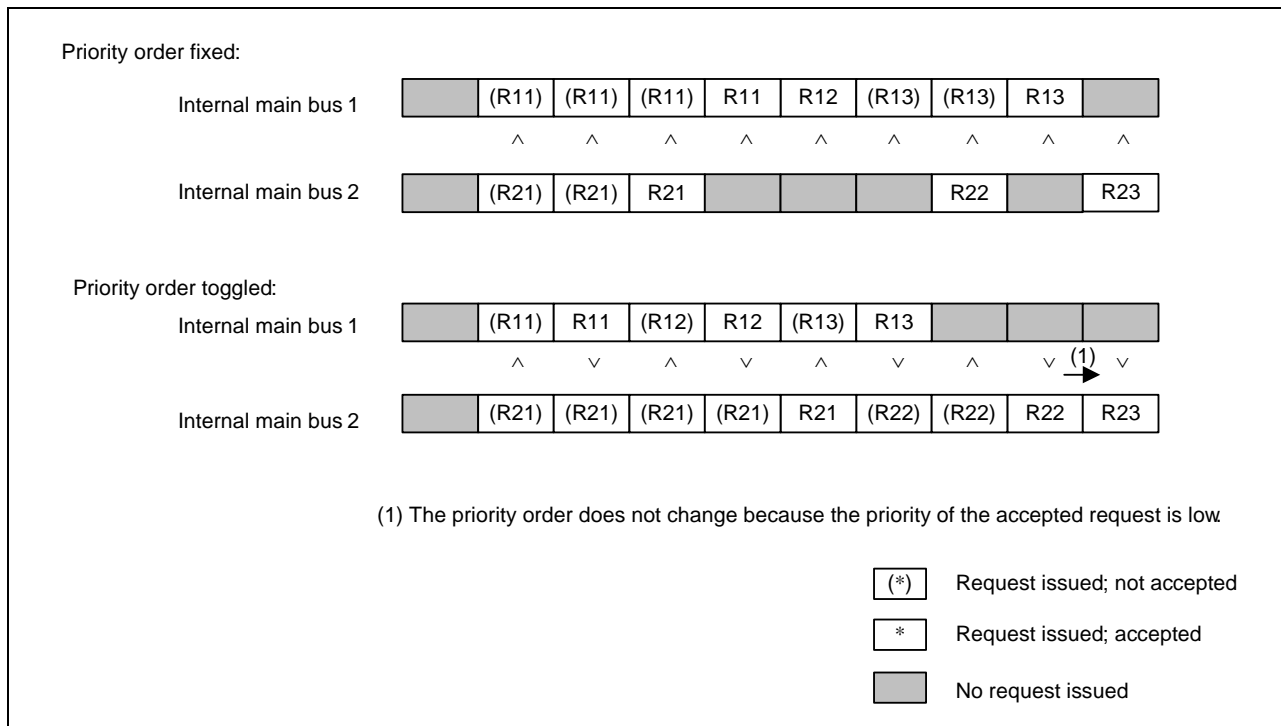 Priority order fixed:
Internal main bus 1 (R11) (R11) (R11) R11 R12 (R13) (R13) R13
^ ^ ^ ^ ^ ^ ^ ^ ^
Internal main bus 2 (R21) (R21) R21 R22 R23
Priority order toggled:
Internal main bus 1 (R11) R11 (R12) R12 (R13) R13
^ v ^ v ^ v ^ v (1) v
Internal main bus 2 (R21) (R21) (R21) (R21) R21 (R22) (R22) R22 R23
(1) The priority order does not change because the priority of the accepted request is low.
(*) Request issued; not accepted
* Request issued; accepted
No request issued